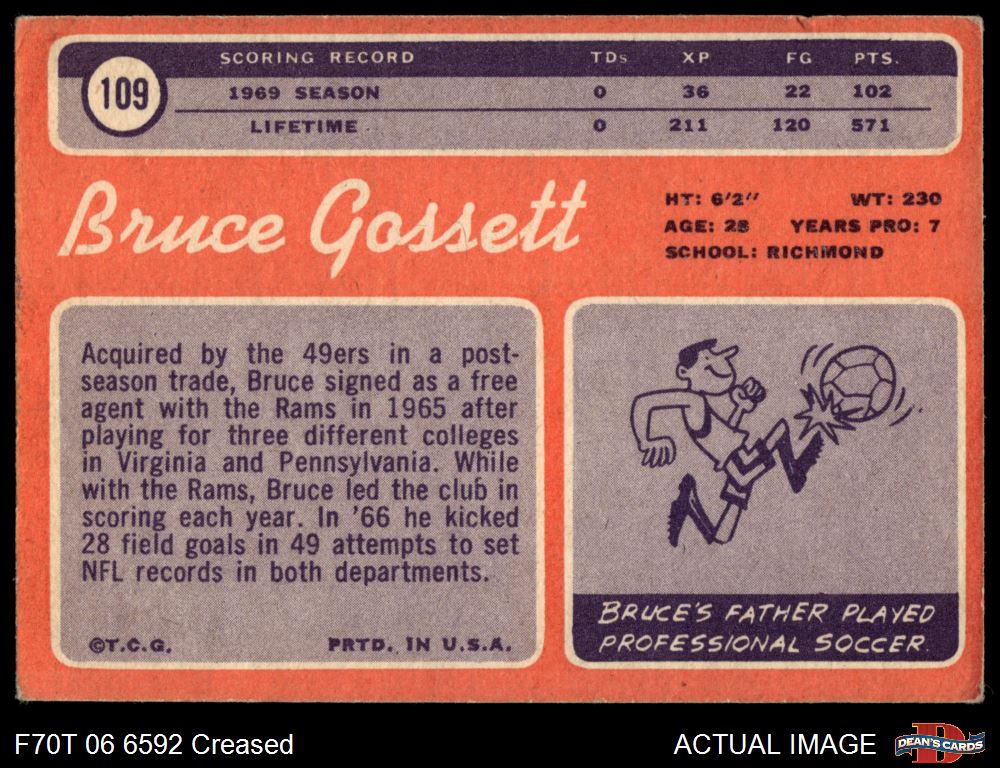 109
SCORING RECORD TDs XP FG PTS.
1969 SEASON 0 36 22 102
LIFETIME 0 211 120 571
Bruce Gossett
HT: 6'2" WT: 230
AGE: 28 YEARS PRO: 7
SCHOOL: RICHMOND
Acquired by the 49ers in a post-
season trade, Bruce signed as a free
agent with the Rams in 1965 after
playing for three different colleges
in Virginia and Pennsylvania. While
with the Rams, Bruce led the club in
scoring each year. In '66 he kicked
28 field goals in 49 attempts to set
NFL records in both departments.
©T.C.G. PRTD. IN U.S.A.
BRUCE'S FATHER PLAYED
PROFESSIONAL SOCCER.
F70T 06 6592 Creased
ACTUAL IMAGE
D
DEAN'S CARDS